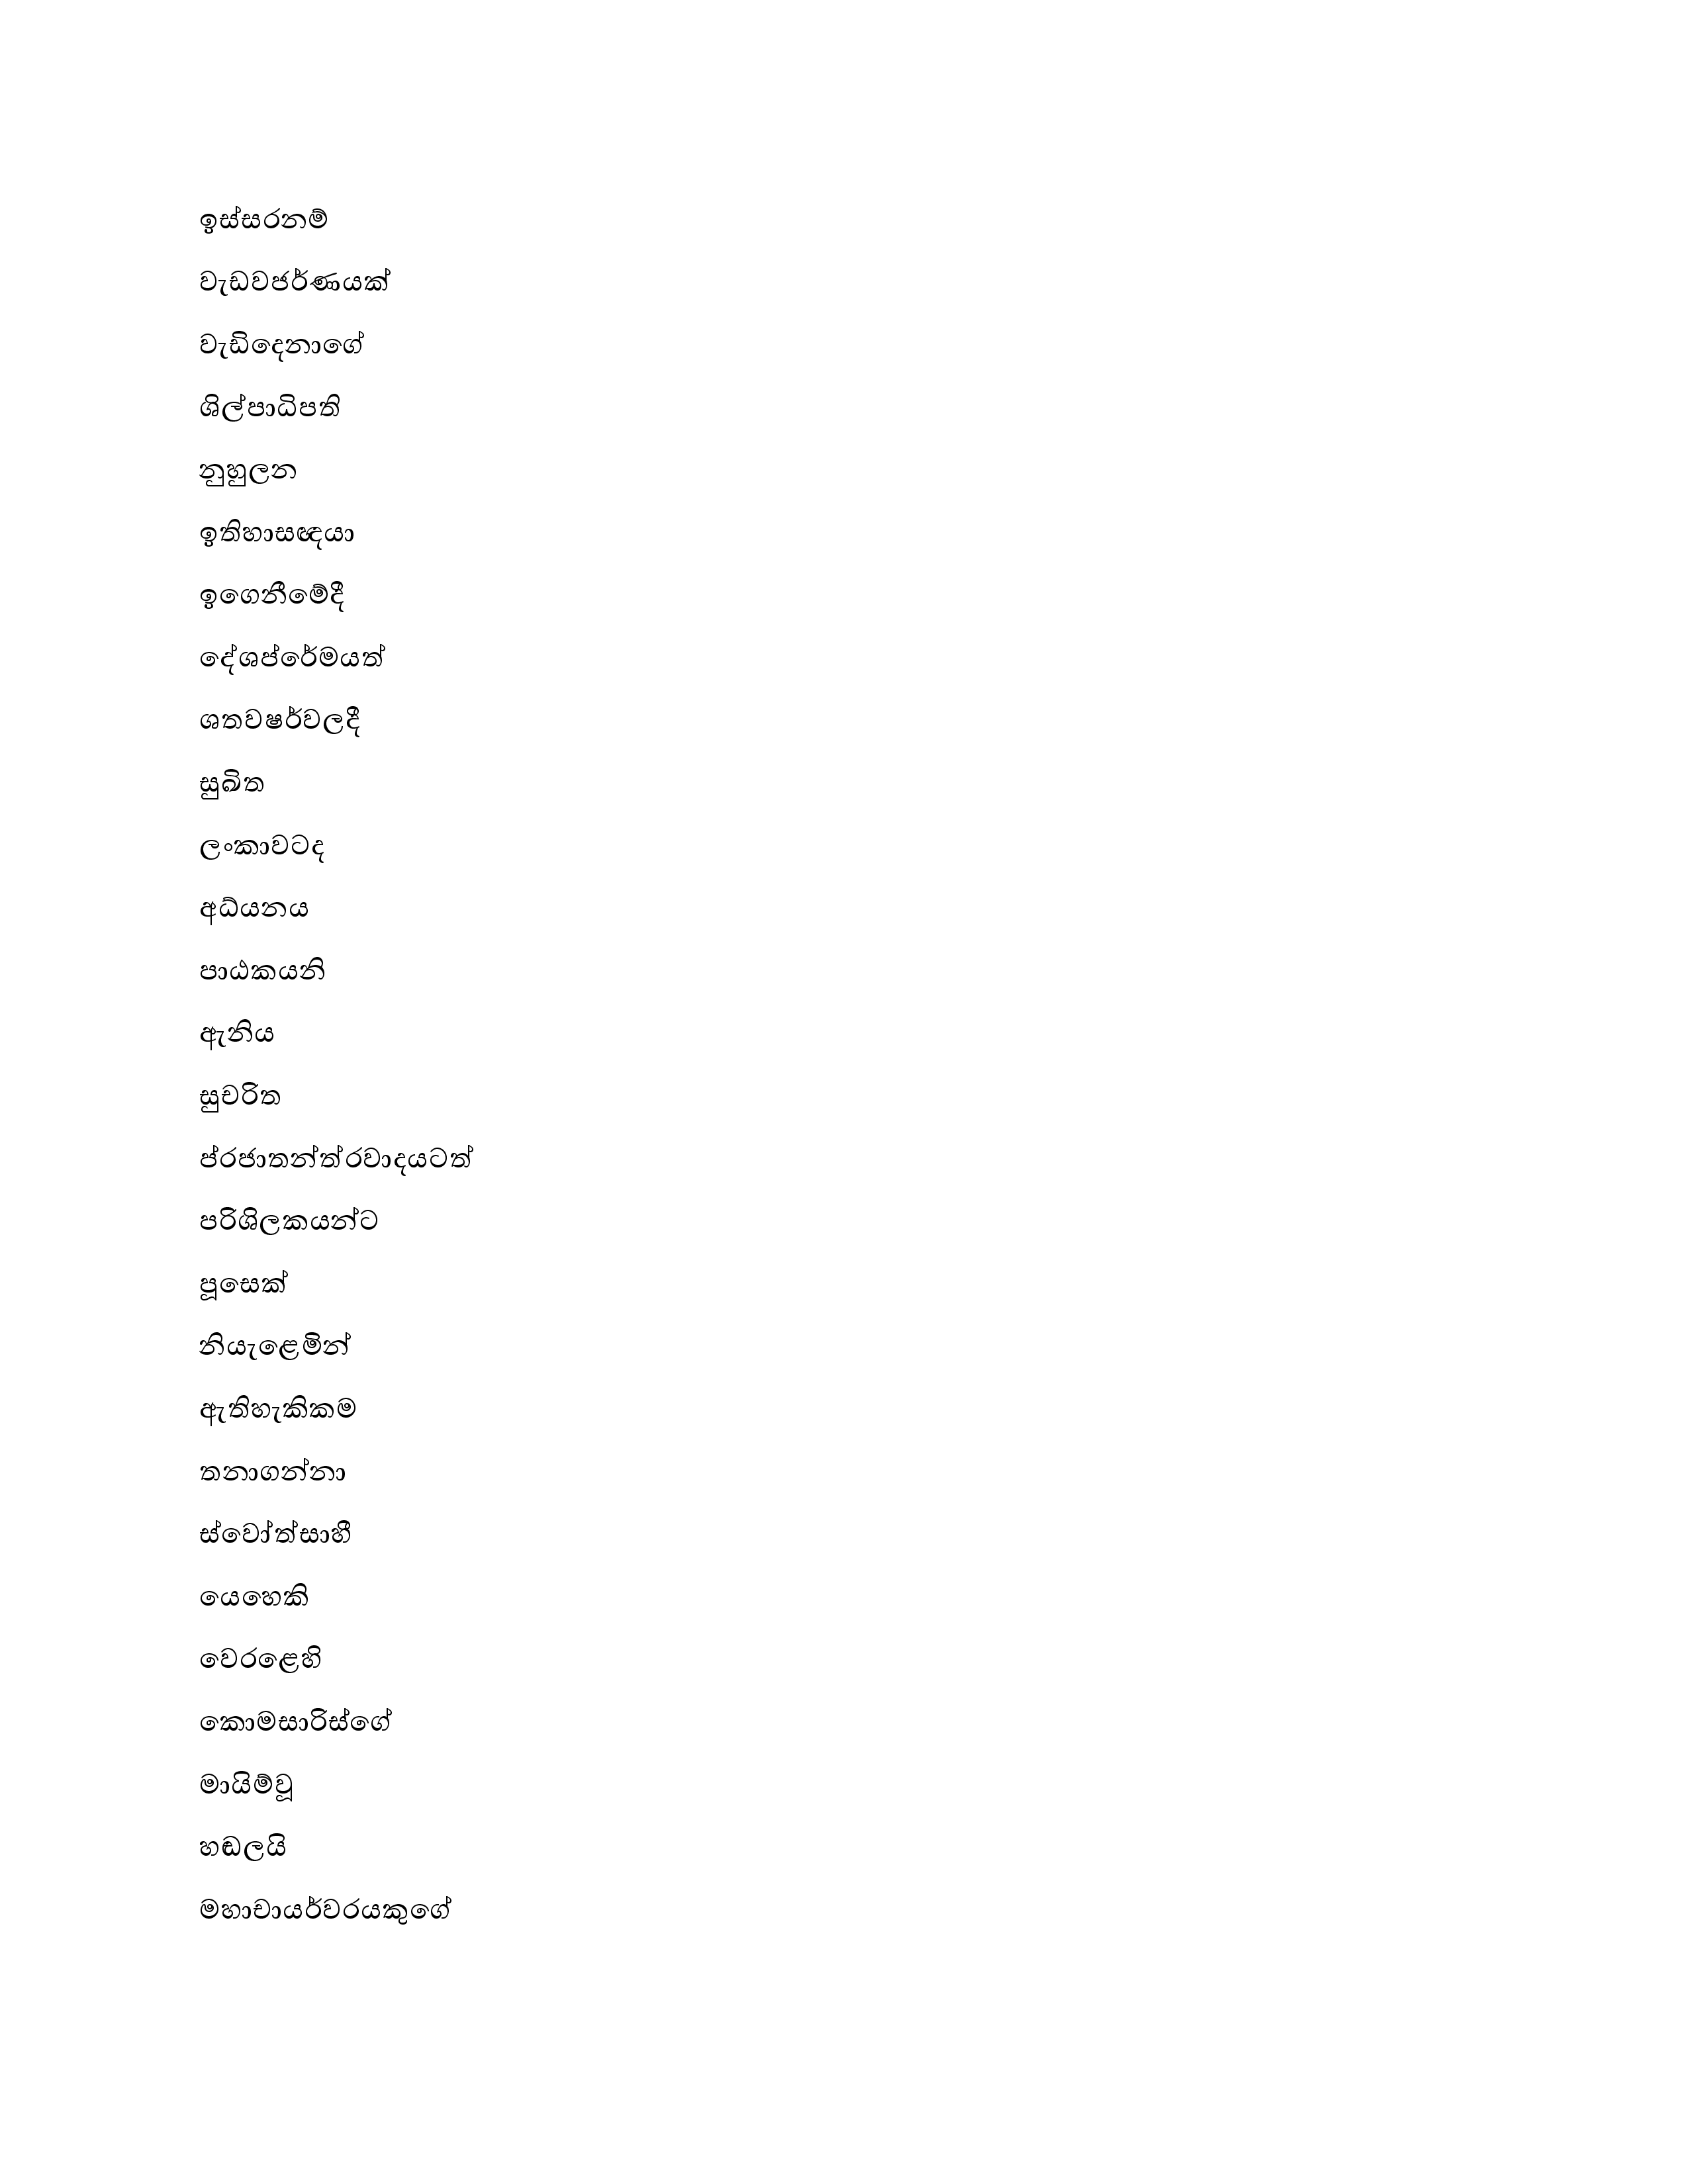 ඉස්සරනම්
වැඩවජර්ණයක්
වැඩිදෙනාගේ
ශිල්පාධිපති
නුහුලන
ඉතිහාසඥයා
ඉගෙනීමේදී
දේශප්රේමයත්
ශතවෂර්වලදී
සුඛිත
ලංකාවටද
අධ්යනය
පාඨකයනි
ඇනිය
සුචරිත
ප්රජාතන්ත්රවාදයටත්
පරිශිලකයන්ට
පූසෙක්
නියැළෙමින්
ඇතිහැකිකම
තනාගන්නා
ස්වෝත්සාහී
යෙහෙකි
වෙරළෙහි
කොමසාරිස්ගේ
මායිම්වූ
හඬලයි
මහාචායර්වරයකුගේ